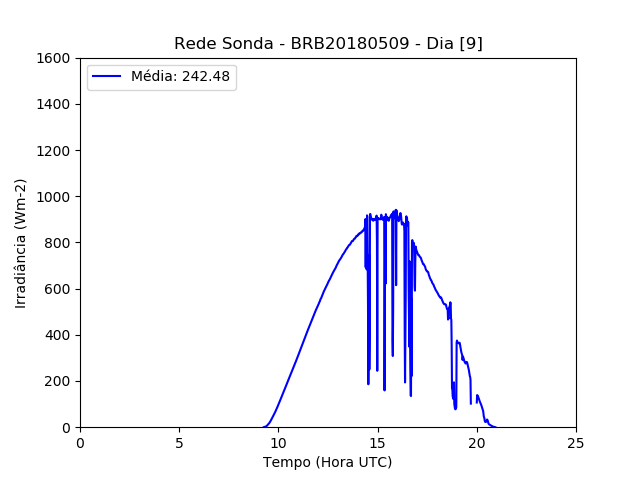 Rede Sonda - BRB20180509 - Dia [9]
Média: 242.48
1600
1400
1200
1000
800
600
400
200
0
Irradiância (Wm-2)
0 5 10 15 20 25
Tempo (Hora UTC)